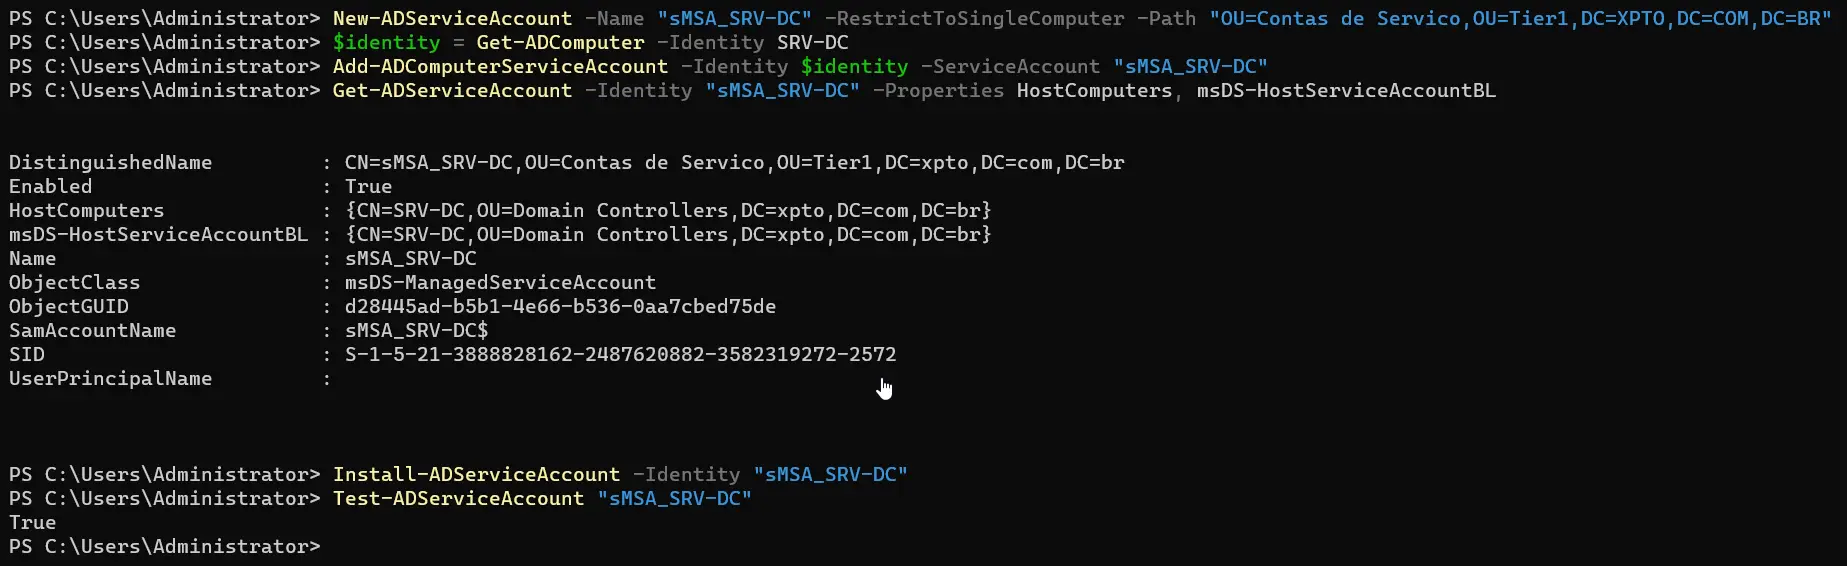 PS C:\Users\Administrator> New-ADServiceAccount -Name "sMSA_SRV-DC" -RestrictToSingleComputer -Path "OU=Contas de Servico,OU=Tier1,DC=XPTO,DC=COM,DC=BR"
PS C:\Users\Administrator> $identity = Get-ADComputer -Identity SRV-DC
PS C:\Users\Administrator> Add-ADComputerServiceAccount -Identity $identity -ServiceAccount "sMSA_SRV-DC"
PS C:\Users\Administrator> Get-ADServiceAccount -Identity "sMSA_SRV-DC" -Properties HostComputers, msDS-HostServiceAccountBL
DistinguishedName : CN=sMSA_SRV-DC,OU=Contas de Servico,OU=Tier1,DC=xpto,DC=com,DC=br
Enabled : True
HostComputers : {CN=SRV-DC,OU=Domain Controllers,DC=xpto,DC=com,DC=br}
msDS-HostServiceAccountBL : {CN=SRV-DC,OU=Domain Controllers,DC=xpto,DC=com,DC=br}
Name : sMSA_SRV-DC
ObjectClass : msDS-ManagedServiceAccount
ObjectGUID : d28445ad-b5b1-4e66-b536-0aa7cbed75de
SamAccountName : sMSA_SRV-DC$
SID : S-1-5-21-3888828162-2487620882-3582319272-2572
UserPrincipalName :
PS C:\Users\Administrator> Install-ADServiceAccount -Identity "sMSA_SRV-DC"
PS C:\Users\Administrator> Test-ADServiceAccount "sMSA_SRV-DC"
True
PS C:\Users\Administrator>